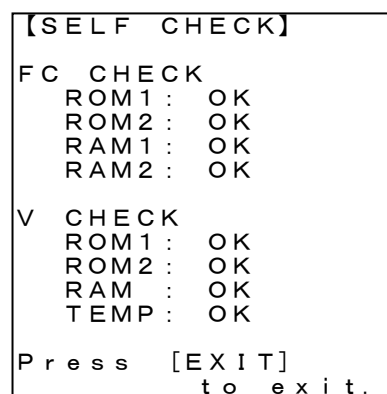 【SELF CHECK】
FC CHECK
ROM1: OK
ROM2: OK
RAM1: OK
RAM2: OK
V CHECK
ROM1: OK
ROM2: OK
RAM : OK
TEMP: OK
Press [EXIT]
to exit.